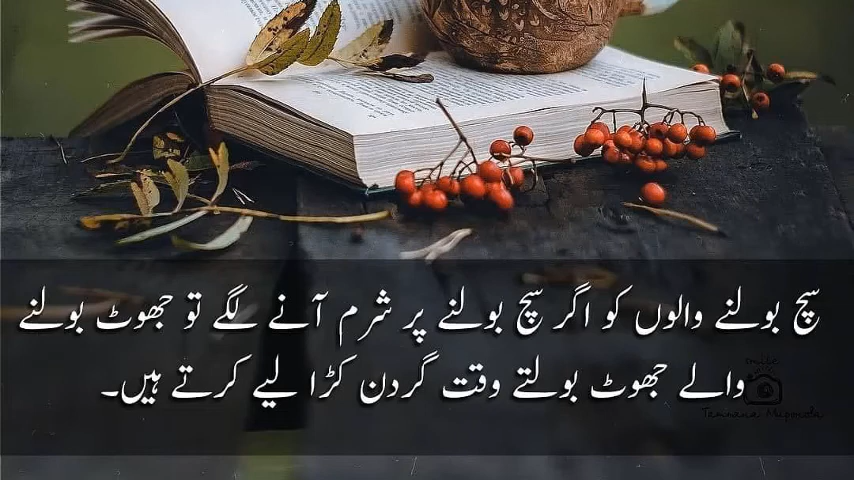 سچ بولنے والوں کو اگر سچ بولنے پر شرم آنے لگے تو جھوٹ بولنے
والے جھوٹ بولتے وقت گردن کڑا لیے کرتے ہیں۔
smile